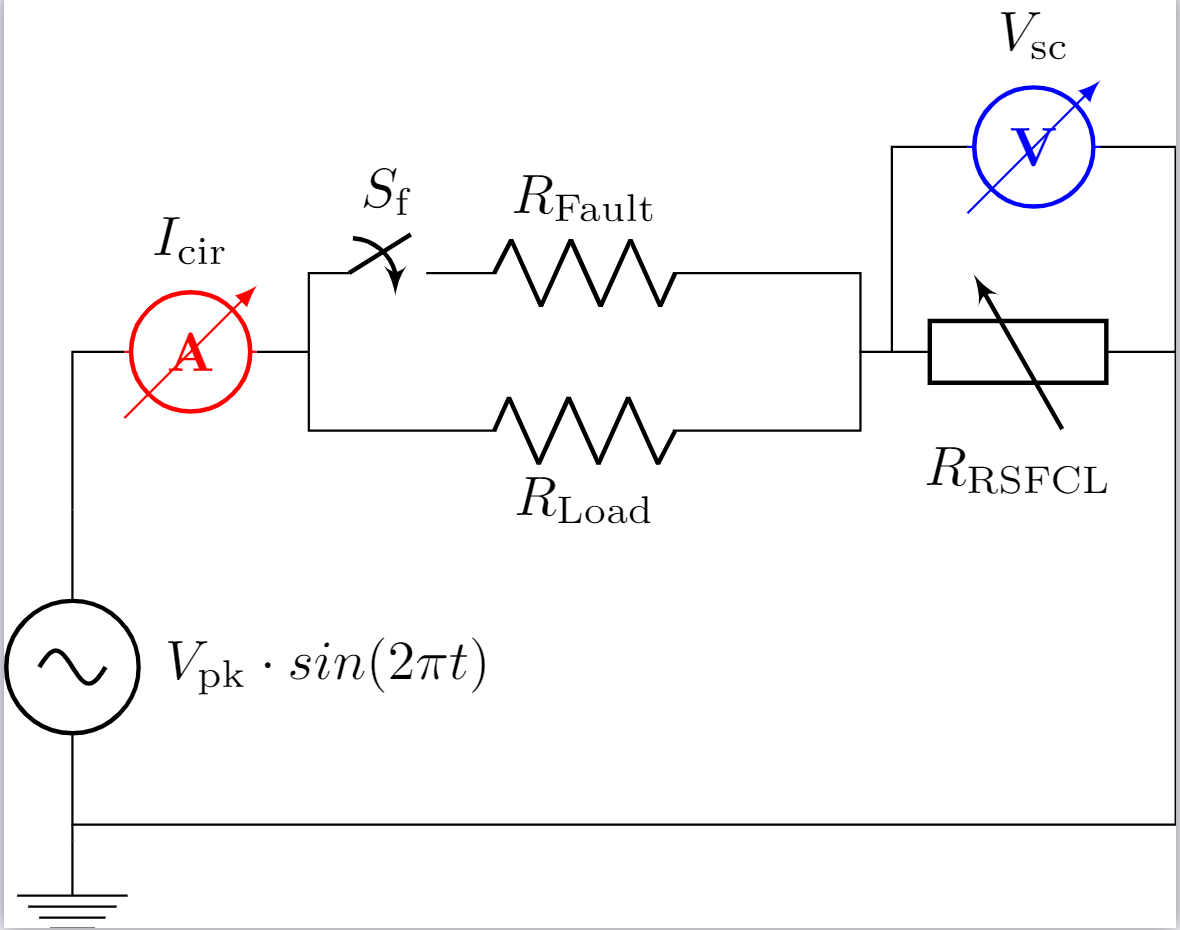 V_sc
V
S_f
R_Fault
I_cir
A
R_Load
R_RSFCL
V_pk · sin(2πt)